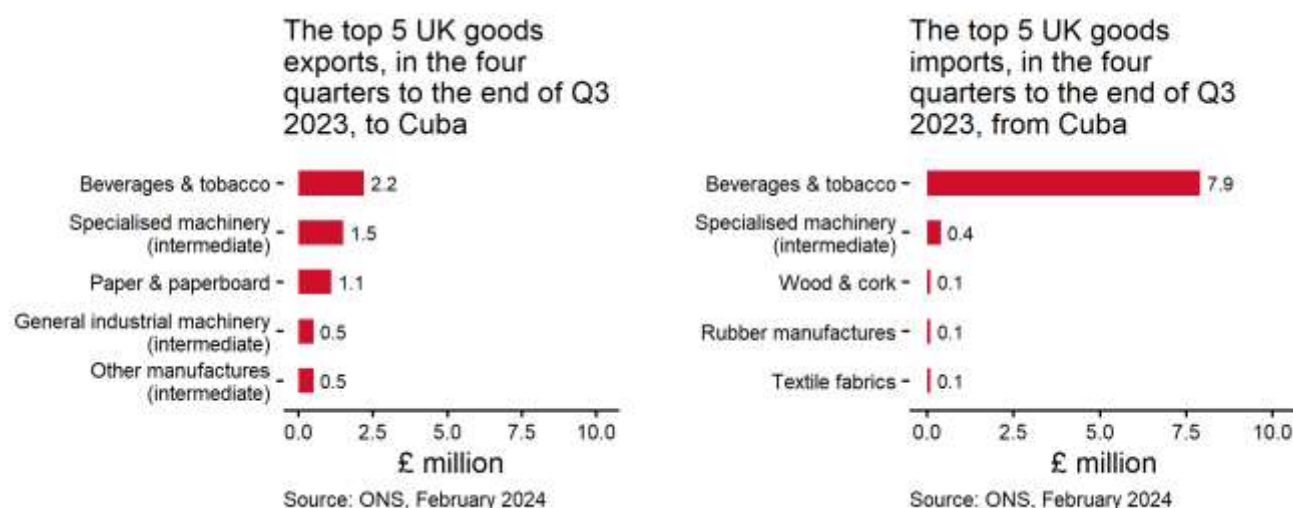 The top 5 UK goods
exports, in the four
quarters to the end of Q3
2023, to Cuba
Beverages & tobacco
2.2
Specialised machinery
(intermediate)
1.5
Paper & paperboard
1.1
General industrial machinery
(intermediate)
0.5
Other manufactures
(intermediate)
0.5
0.0 2.5 5.0 7.5 10.0
£ million
Source: ONS, February 2024
The top 5 UK goods
imports, in the four
quarters to the end of Q3
2023, from Cuba
Beverages & tobacco
7.9
Specialised machinery
(intermediate)
0.4
Wood & cork
0.1
Rubber manufactures
0.1
Textile fabrics
0.1
0.0 2.5 5.0 7.5 10.0
£ million
Source: ONS, February 2024